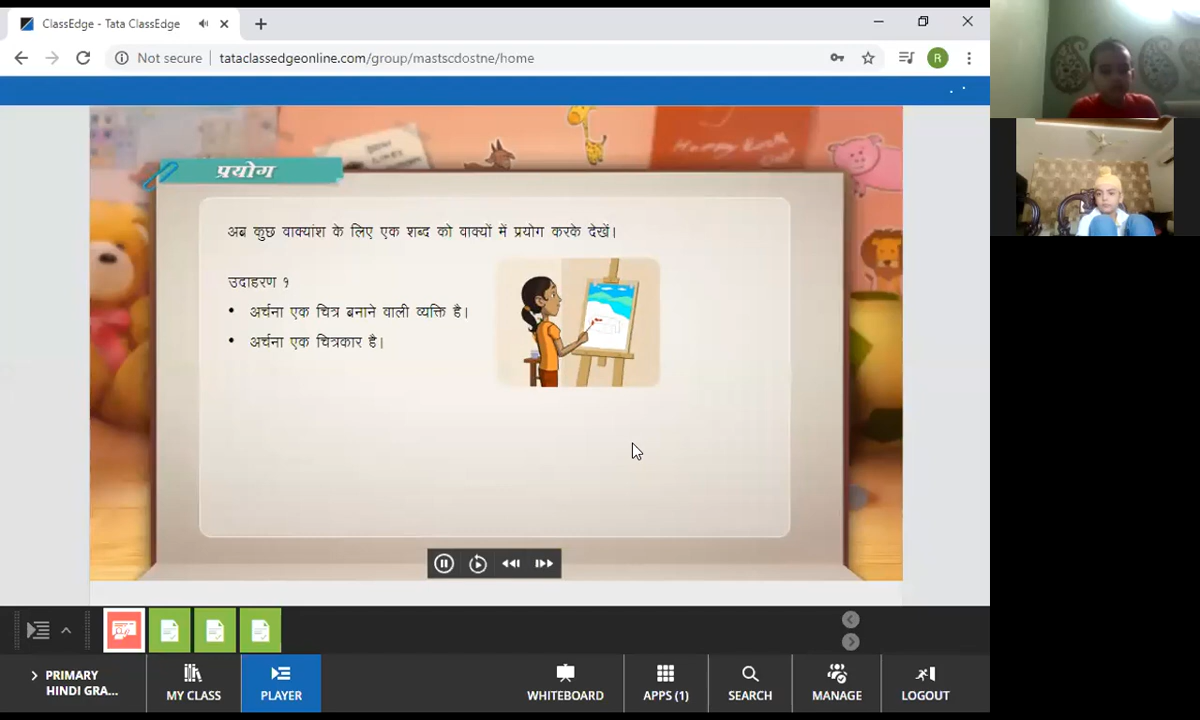 ClassEdge - Tata ClassEdge
Not secure
tataclassedgeonline.com/group/mastscdostne/home
R
प्रयोग
अब कुछ वाक्यांश के लिए एक शब्द को वाक्यों में प्रयोग करके देखें।
उदाहरण १
• अर्चना एक चित्र बनाने वाली व्यक्ति है।
• अर्चना एक चित्रकार है।
PRIMARY
HINDI GRA...
MY CLASS
PLAYER
WHITEBOARD
APPS (1)
SEARCH
MANAGE
LOGOUT